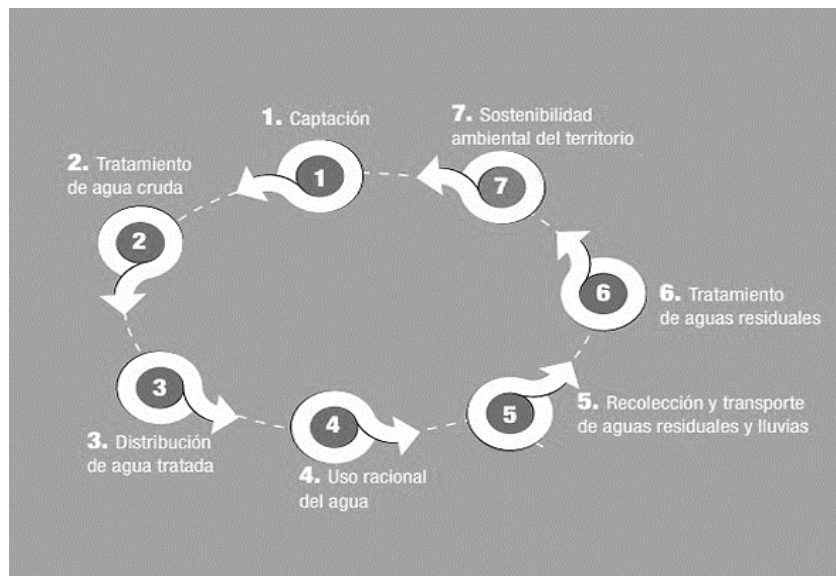 1. Captación
1
2. Tratamiento
de agua cruda
2
3
3. Distribución
de agua tratada
4
4. Uso racional
del agua
5
5. Recolección y transporte
de aguas residuales y lluvias
6
6. Tratamiento
de aguas residuales
7. Sostenibilidad
ambiental del territorio
7